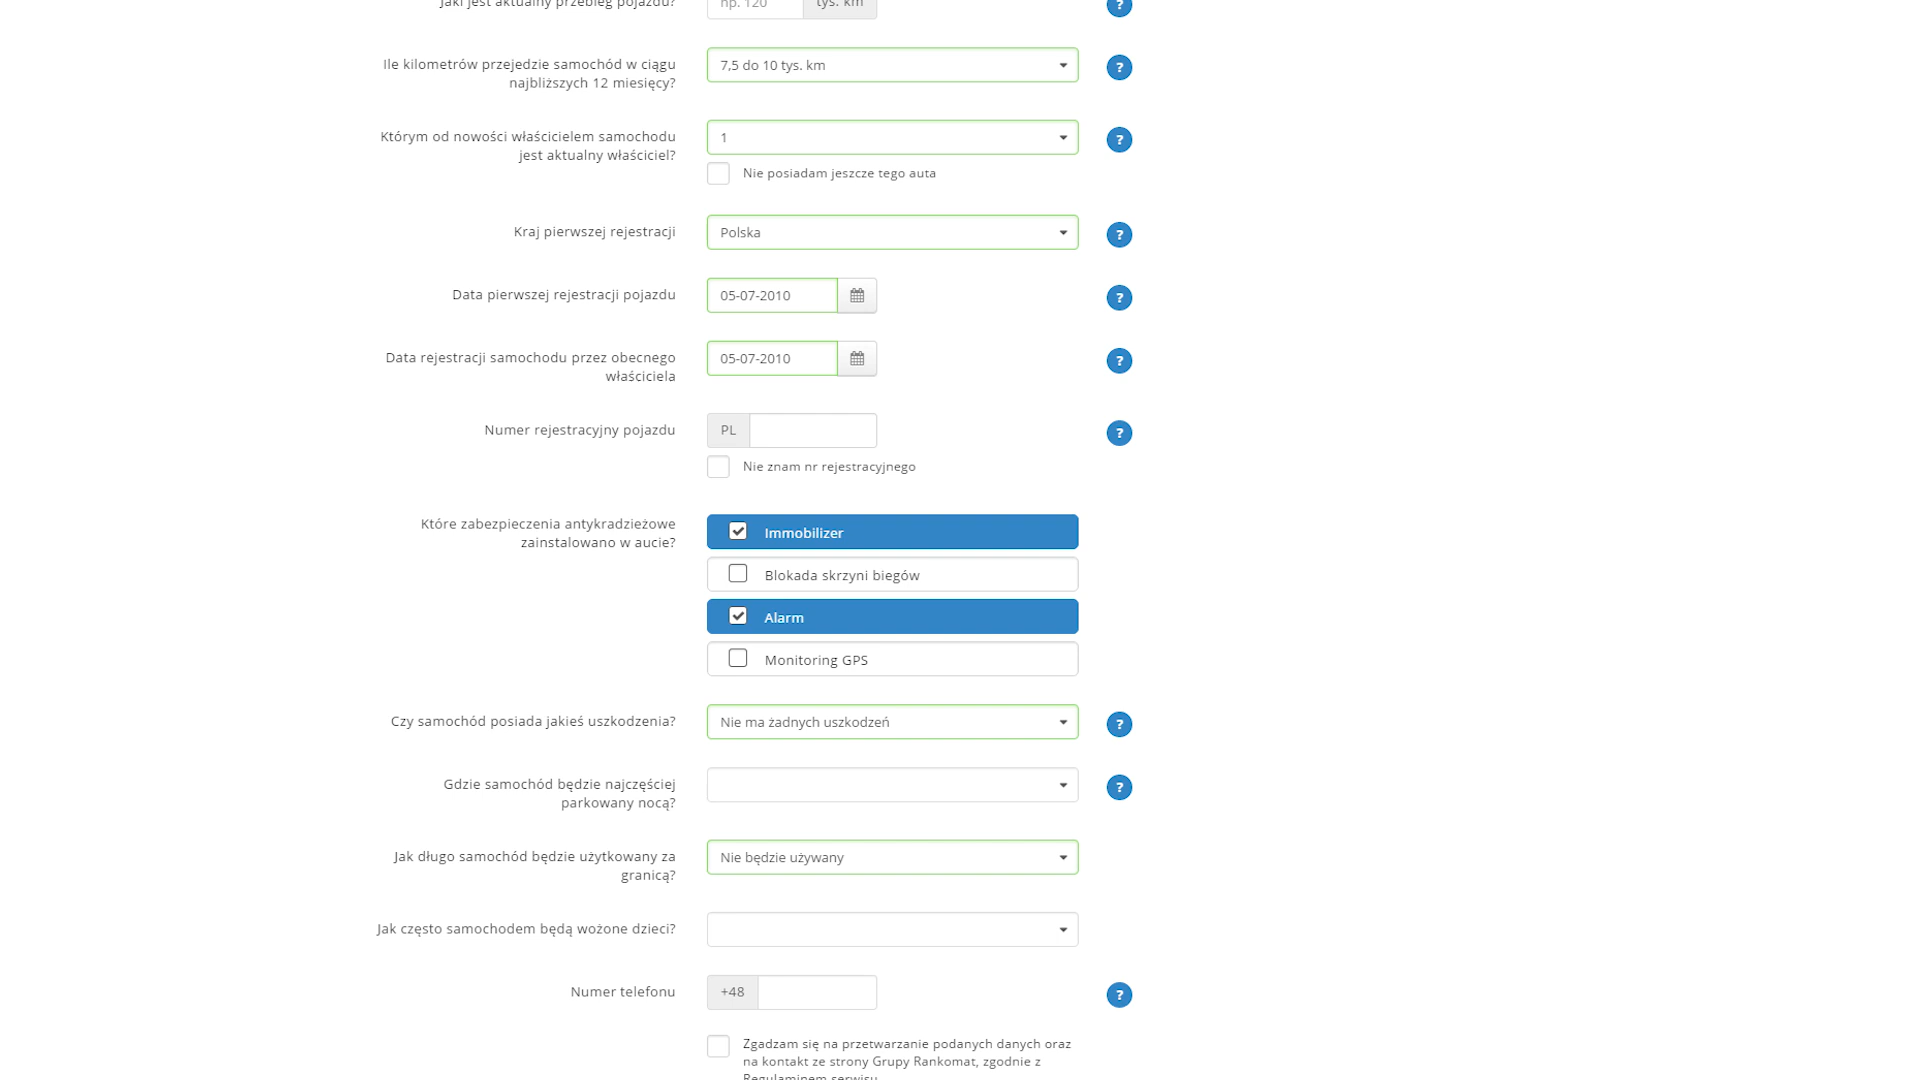 Jaki jest aktualny przebieg pojazdu?
np. 120
tys. km
?
Ile kilometrów przejedzie samochód w ciągu
najbliższych 12 miesięcy?
7,5 do 10 tys. km
?
Którym od nowości właścicielem samochodu
jest aktualny właściciel?
1
?
Nie posiadam jeszcze tego auta
Kraj pierwszej rejestracji
Polska
?
Data pierwszej rejestracji pojazdu
05-07-2010
?
Data rejestracji samochodu przez obecnego
właściciela
05-07-2010
?
Numer rejestracyjny pojazdu
PL
?
Nie znam nr rejestracyjnego
Które zabezpieczenia antykradzieżowe
zainstalowano w aucie?
Immobilizer
Blokada skrzyni biegów
Alarm
Monitoring GPS
Czy samochód posiada jakieś uszkodzenia?
Nie ma żadnych uszkodzeń
?
Gdzie samochód będzie najczęściej
parkowany nocą?
?
Jak długo samochód będzie użytkowany za
granicą?
Nie będzie używany
Jak często samochodem będą wożone dzieci?
Numer telefonu
+48
?
Zgadzam się na przetwarzanie podanych danych oraz
na kontakt ze strony Grupy Rankomat, zgodnie z
Regulaminem serwisu